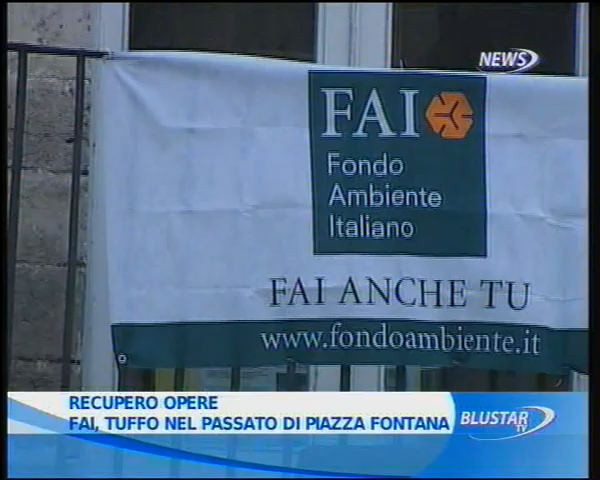 NEWS
FAI
Fondo
Ambiente
Italiano
FAI ANCHE TU
www.fondoambiente.it
RECUPERO OPERE
FAI, TUFFO NEL PASSATO DI PIAZZA FONTANA
BLUSTAR
TV